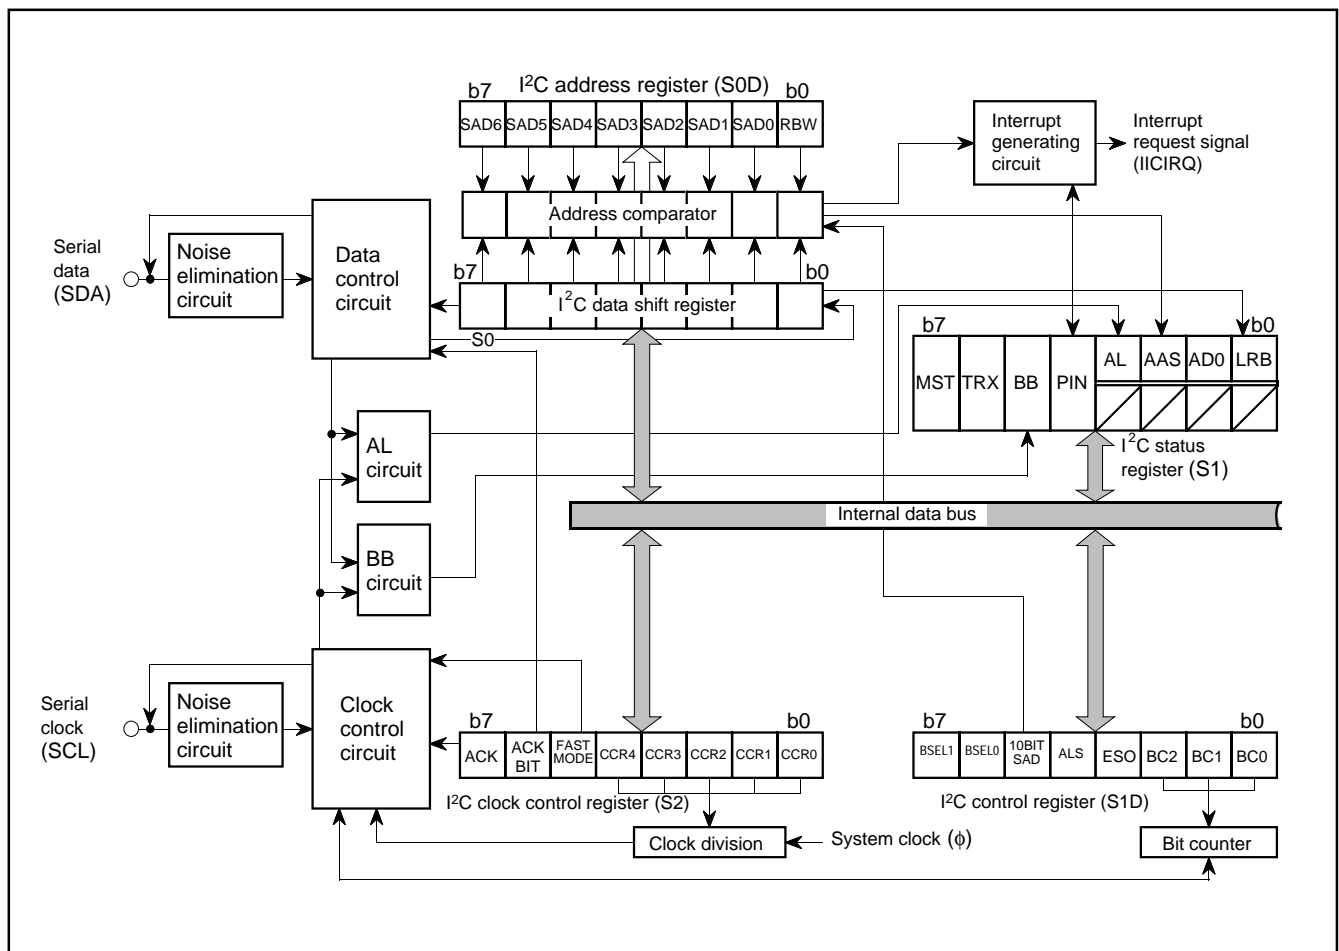 I²C address register (S0D)
b7 b0
SAD6 SAD5 SAD4 SAD3 SAD2 SAD1 SAD0 RBW
Interrupt
generating
circuit
Interrupt
request signal
(IICIRQ)
Address comparator
Serial
data
(SDA)
Noise
elimination
circuit
Data
control
circuit
b7 b0
I²C data shift register
S0
b7 b0
MST TRX BB PIN AL AAS AD0 LRB
I²C status
register (S1)
AL
circuit
Internal data bus
BB
circuit
Serial
clock
(SCL)
Noise
elimination
circuit
Clock
control
circuit
b7 b0
ACK ACK BIT FAST MODE CCR4 CCR3 CCR2 CCR1 CCR0
I²C clock control register (S2)
b7 b0
BSEL1 BSEL0 10BIT SAD ALS ESO BC2 BC1 BC0
I²C control register (S1D)
Clock division
System clock (ϕ)
Bit counter